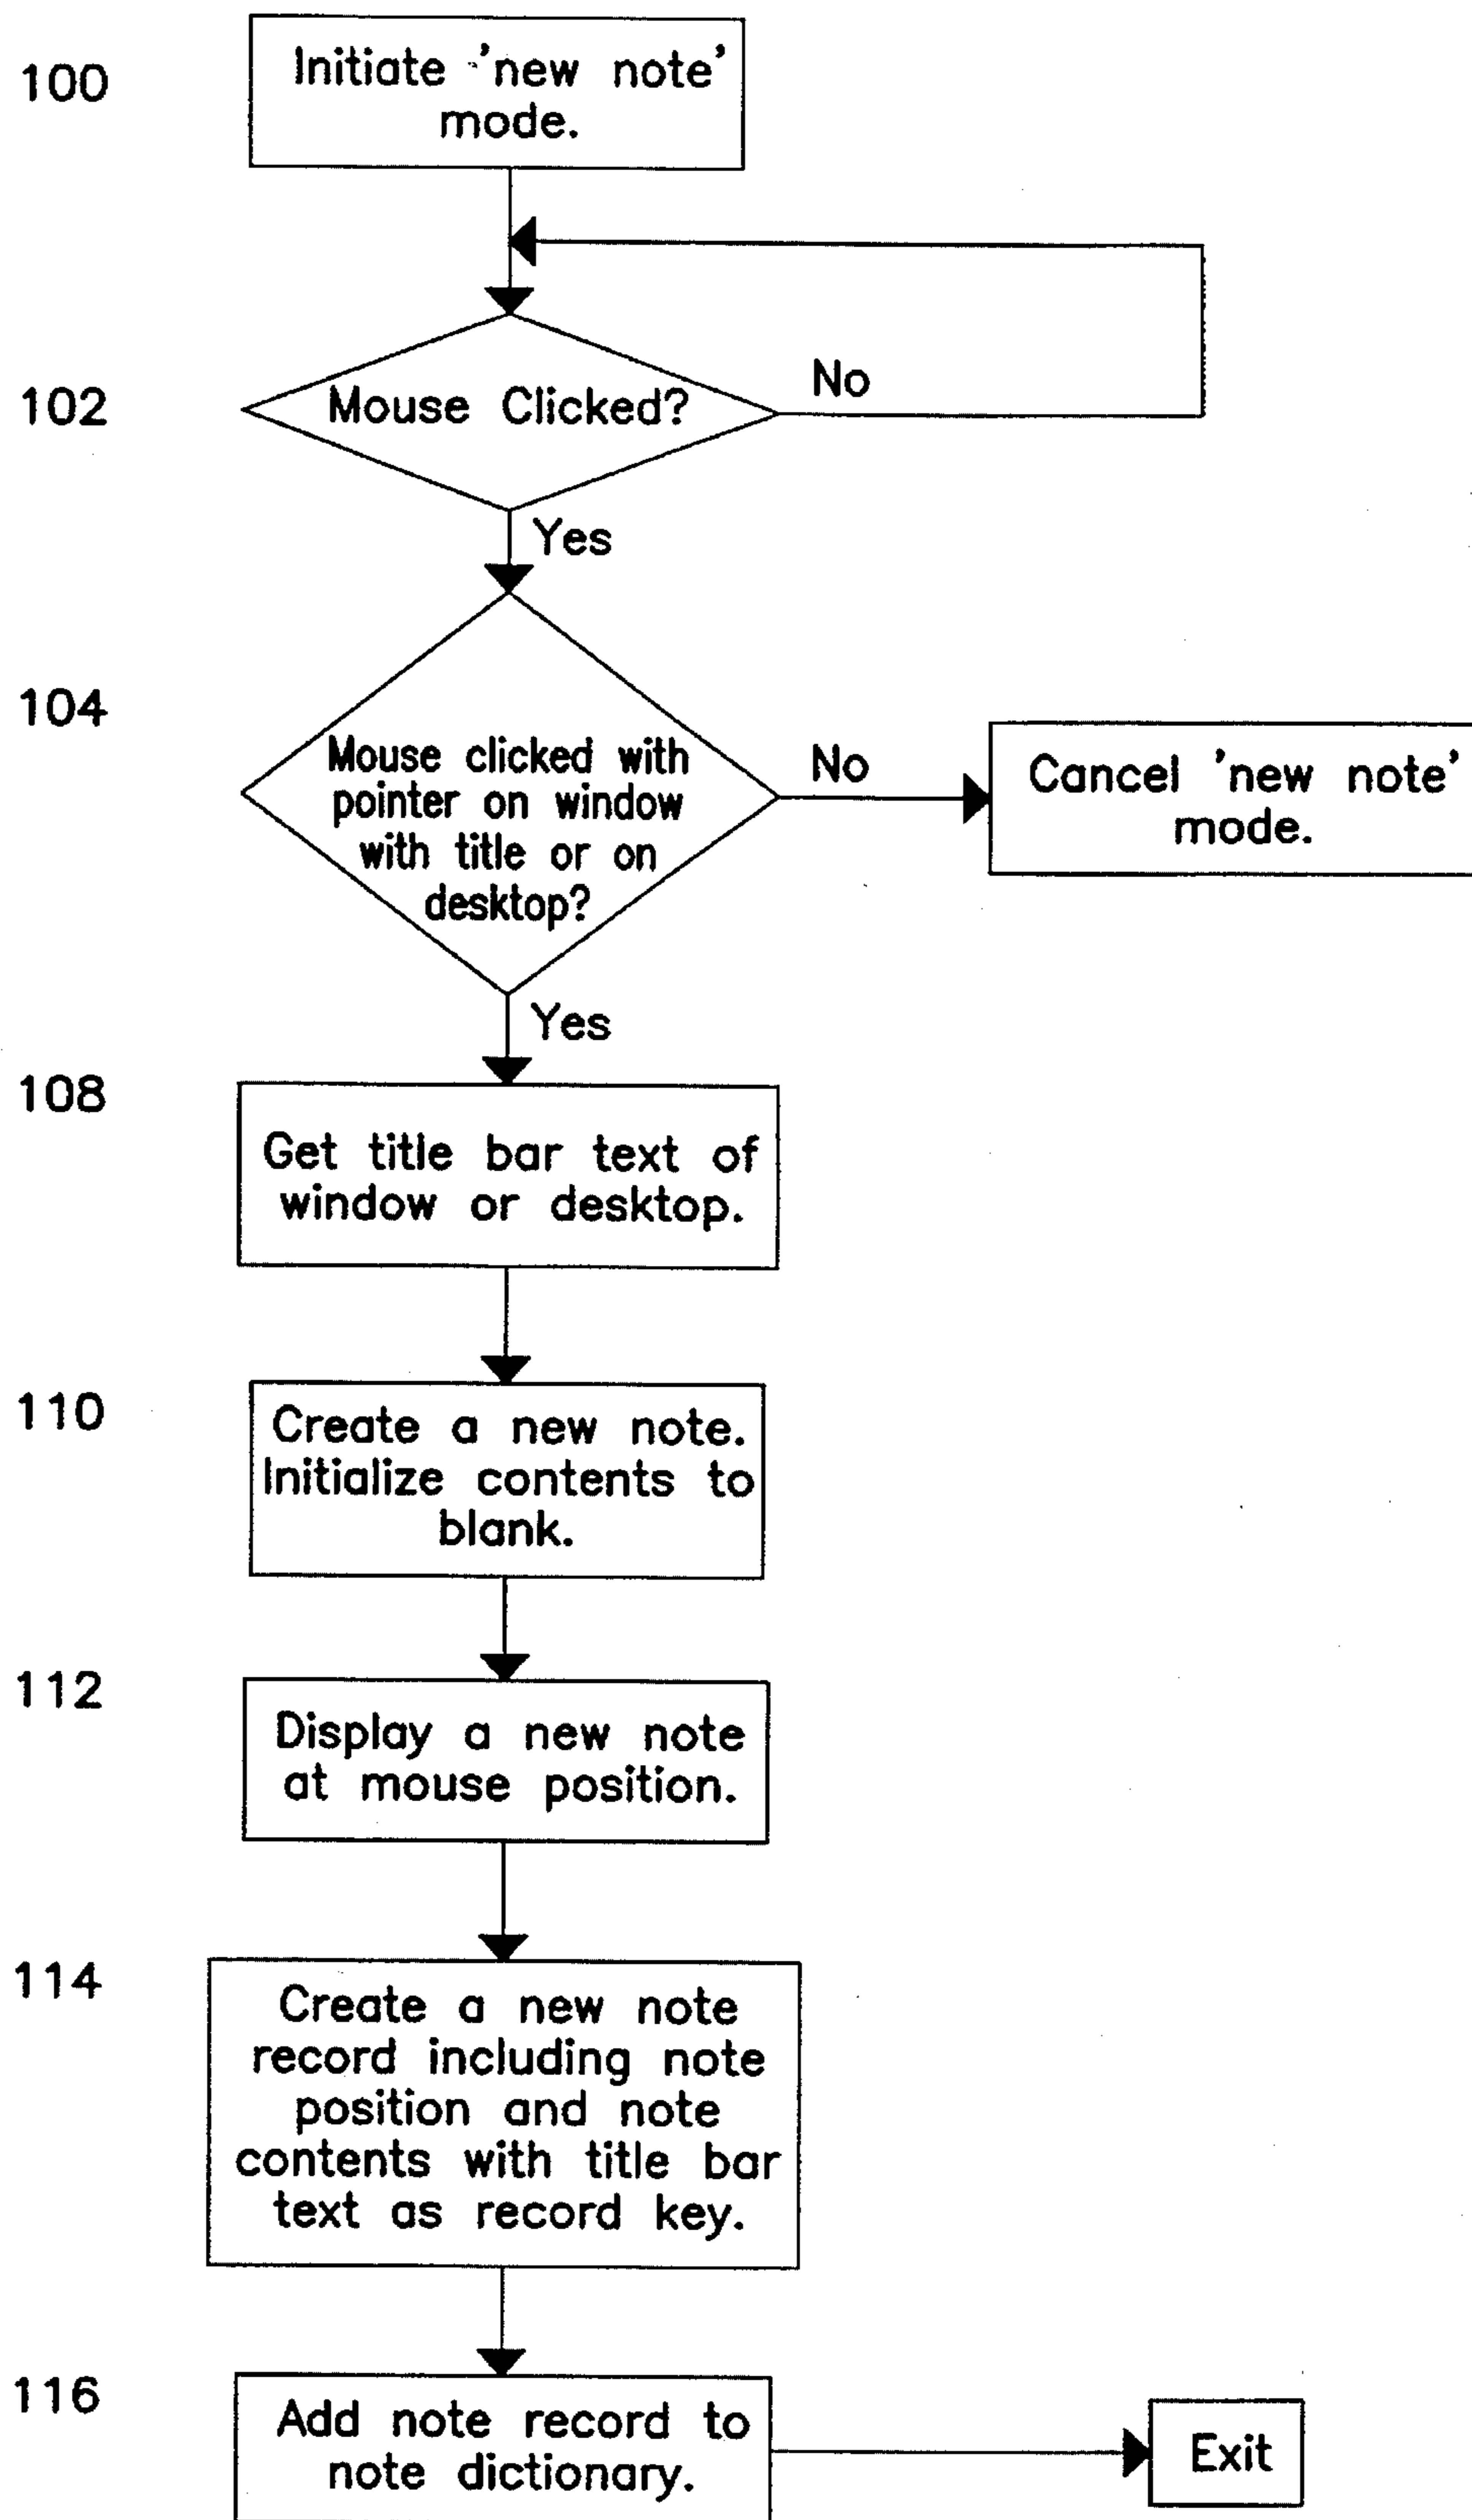 100
Initiate 'new note'
mode.
102
Mouse Clicked?
No
Yes
104
Mouse clicked with
pointer on window
with title or on
desktop?
No
Cancel 'new note'
mode.
Yes
108
Get title bar text of
window or desktop.
110
Create a new note.
Initialize contents to
blank.
112
Display a new note
at mouse position.
114
Create a new note
record including note
position and note
contents with title bar
text as record key.
116
Add note record to
note dictionary.
Exit